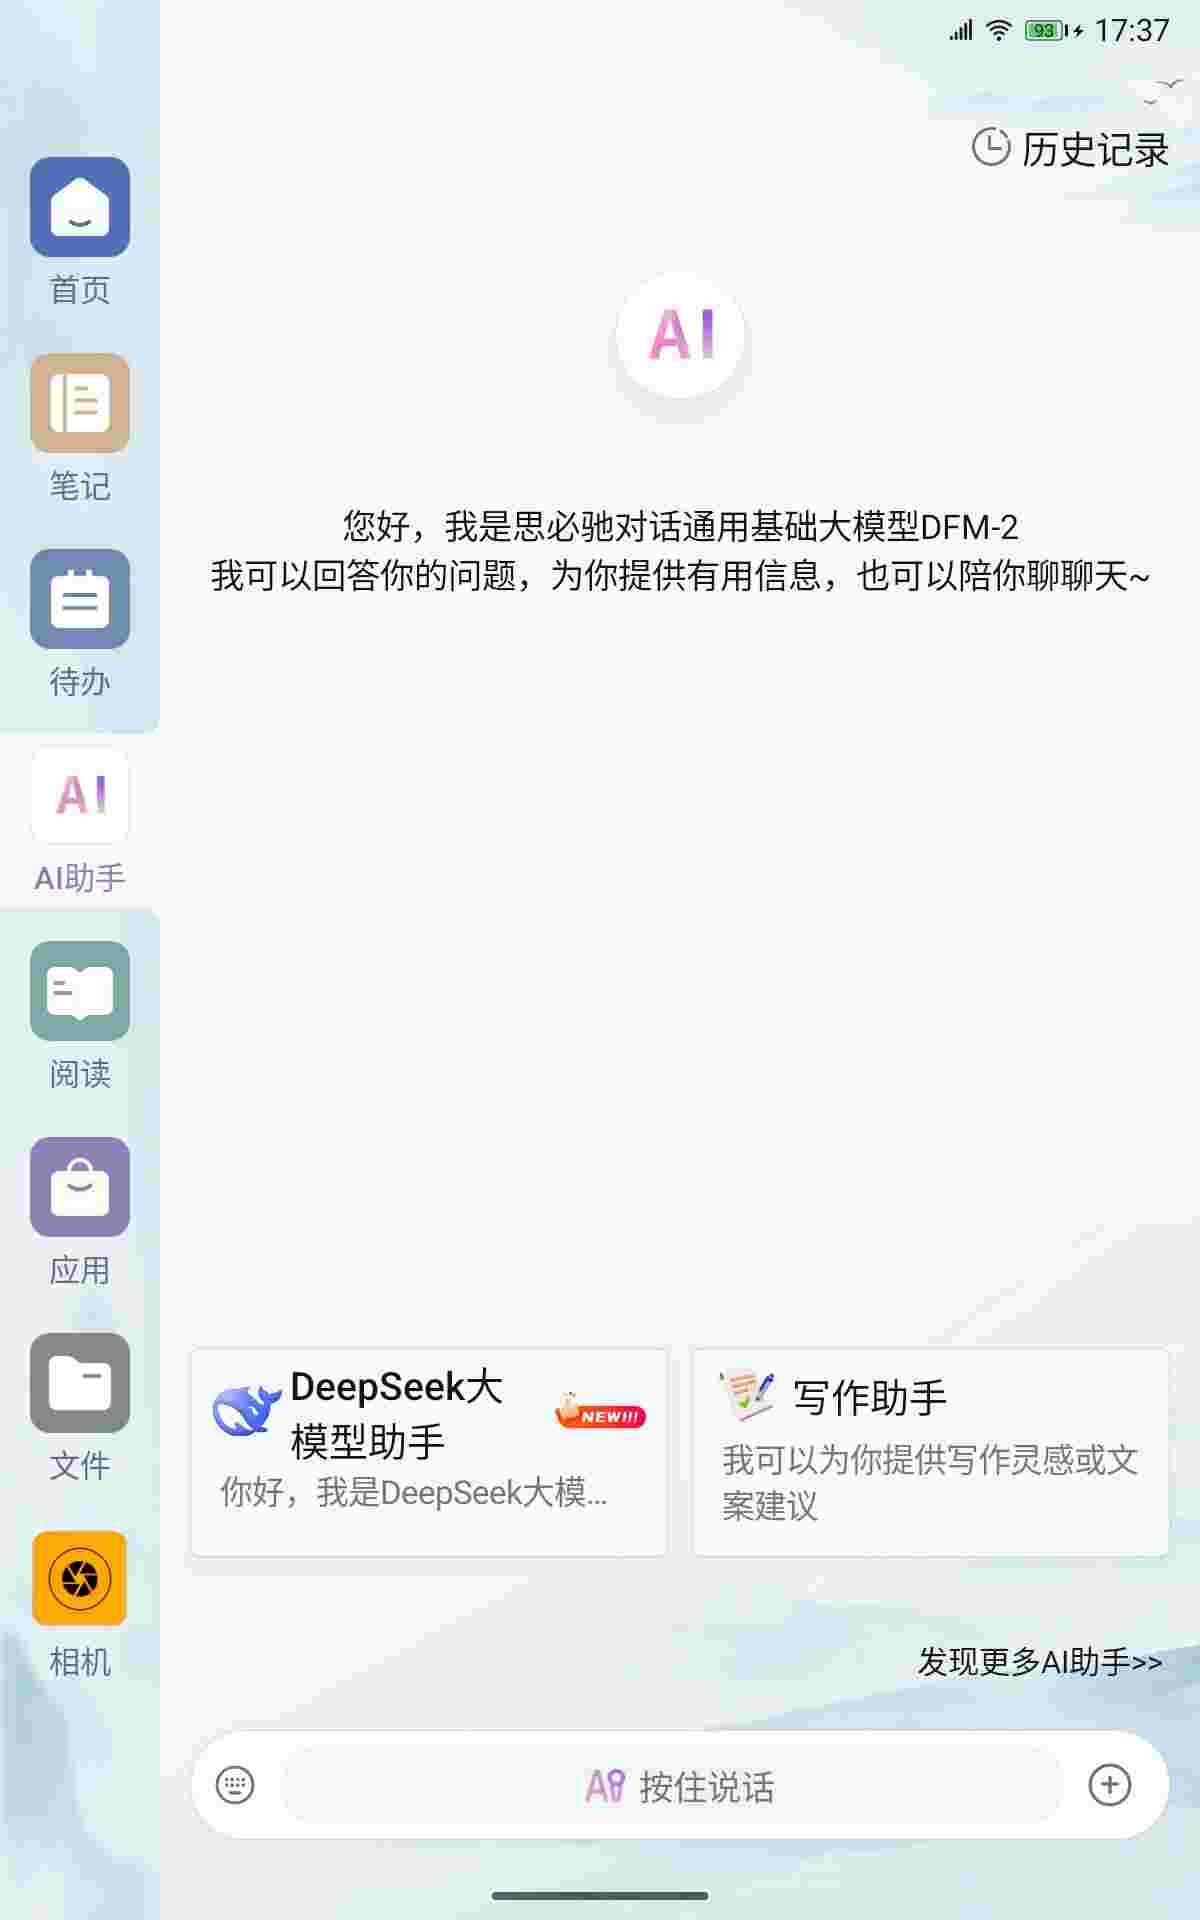 93 17:37
历史记录
AI
您好，我是思必驰对话通用基础大模型DFM-2
我可以回答你的问题，为你提供有用信息，也可以陪你聊聊天~
首页
笔记
待办
AI
AI助手
阅读
应用
文件
相机
DeepSeek大
模型助手
NEW!!!
你好，我是DeepSeek大模...
写作助手
我可以为你提供写作灵感或文
案建议
发现更多AI助手>>
按住说话